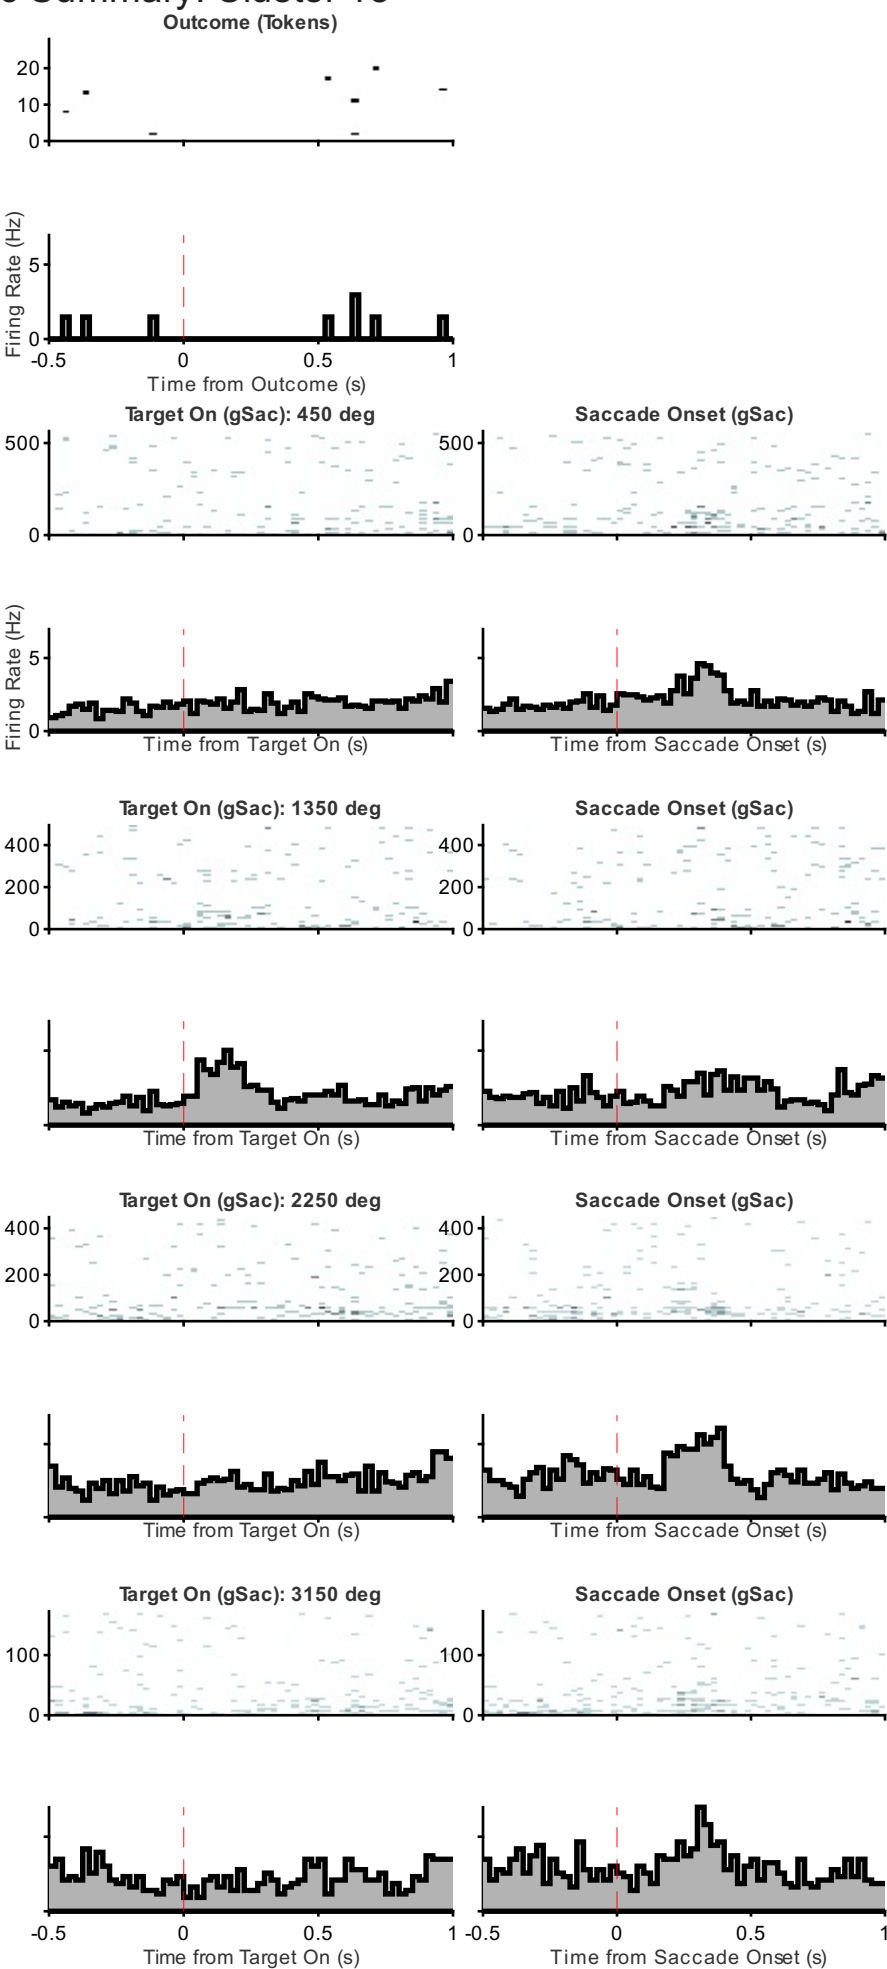 Summary: Cluster
Outcome (Tokens)
20
10
0
Firing Rate (Hz)
5
0
-0.5 0 0.5 1
Time from Outcome (s)
Target On (gSac): 450 deg Saccade Onset (gSac)
500 500
0 0
Firing Rate (Hz)
5
0
Time from Target On (s) Time from Saccade Onset (s)
Target On (gSac): 1350 deg Saccade Onset (gSac)
400 400
200 200
0 0
Time from Target On (s) Time from Saccade Onset (s)
Target On (gSac): 2250 deg Saccade Onset (gSac)
400 400
200 200
0 0
Time from Target On (s) Time from Saccade Onset (s)
Target On (gSac): 3150 deg Saccade Onset (gSac)
100 100
0 0
-0.5 0 0.5 1 -0.5 0 0.5 1
Time from Target On (s) Time from Saccade Onset (s)